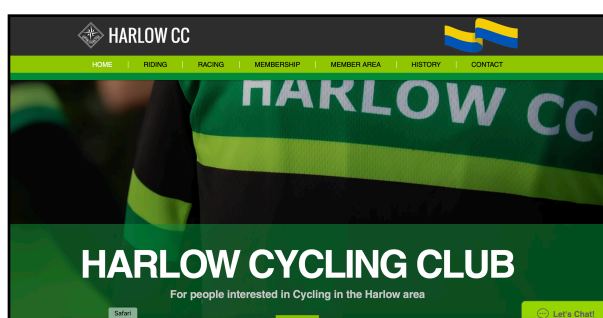 HARLOW CC
HOME | RIDING | RACING | MEMBERSHIP | MEMBER AREA | HISTORY | CONTACT
HARLOW CC
HARLOW CYCLING CLUB
For people interested in Cycling in the Harlow area
Safari
Let's Chat!